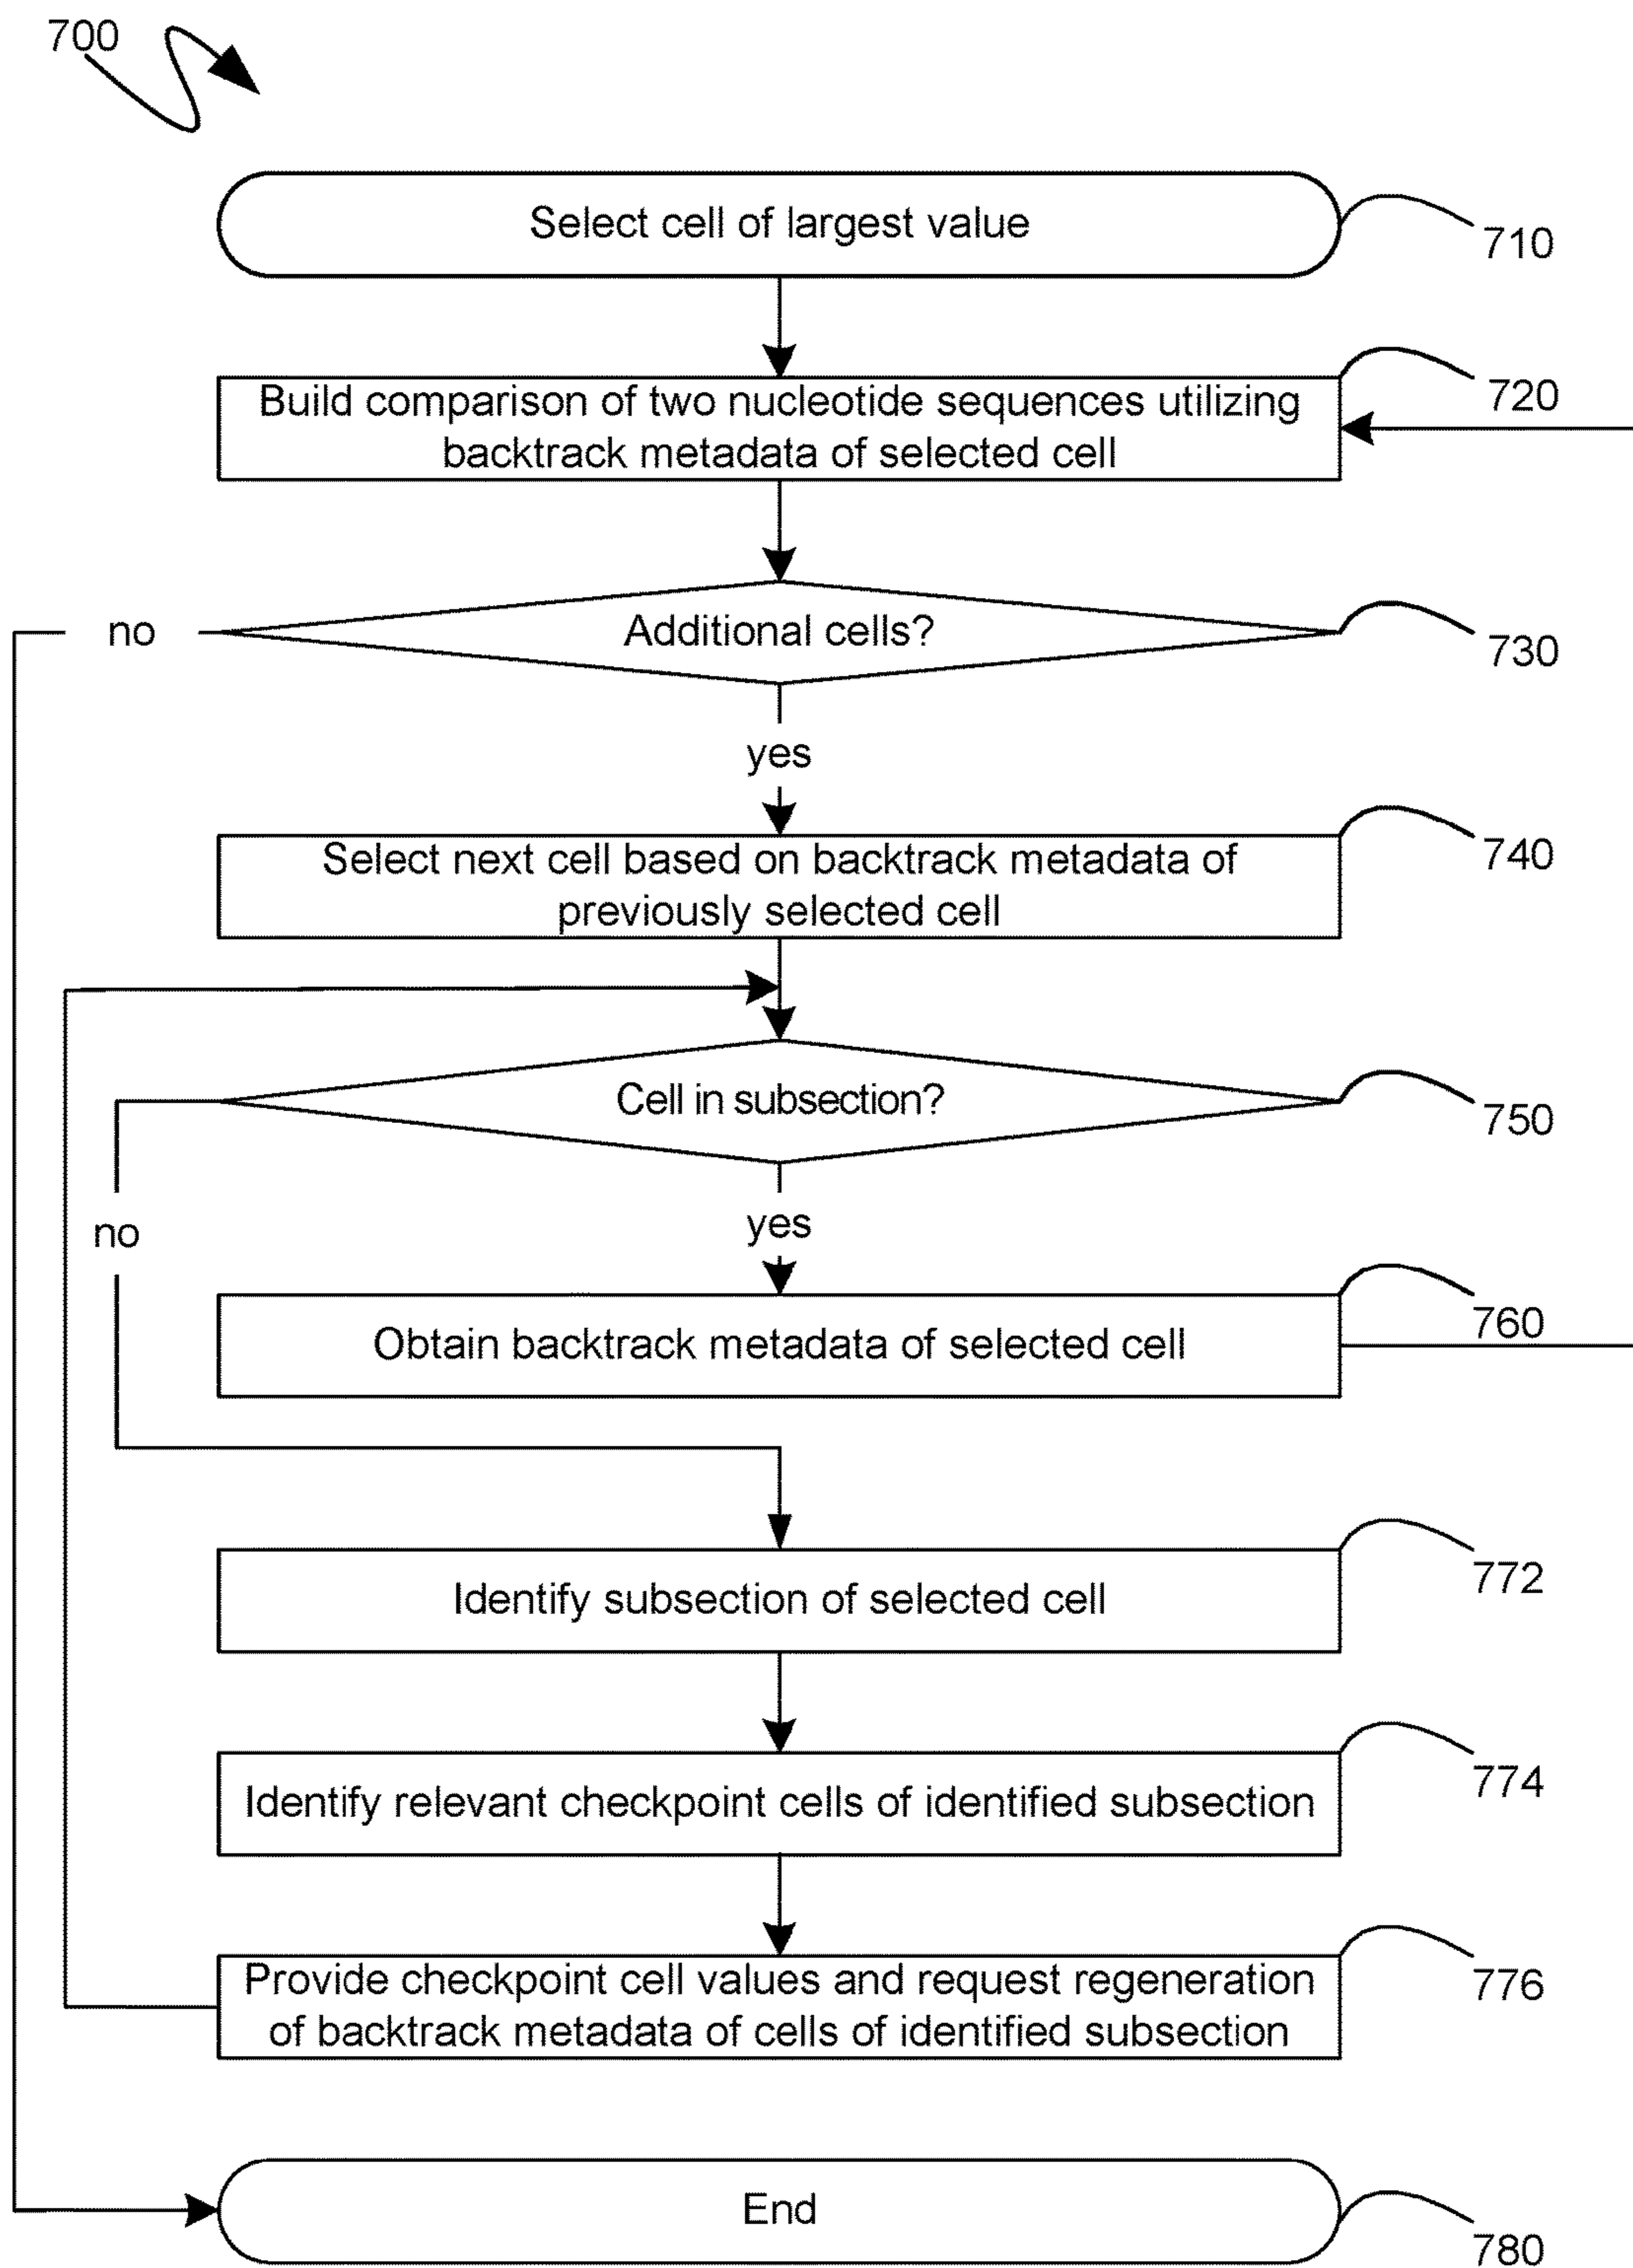 700
Select cell of largest value
710
Build comparison of two nucleotide sequences utilizing
backtrack metadata of selected cell
720
Additional cells?
no
730
yes
Select next cell based on backtrack metadata of
previously selected cell
740
Cell in subsection?
750
no
yes
Obtain backtrack metadata of selected cell
760
Identify subsection of selected cell
772
Identify relevant checkpoint cells of identified subsection
774
Provide checkpoint cell values and request regeneration
of backtrack metadata of cells of identified subsection
776
End
780